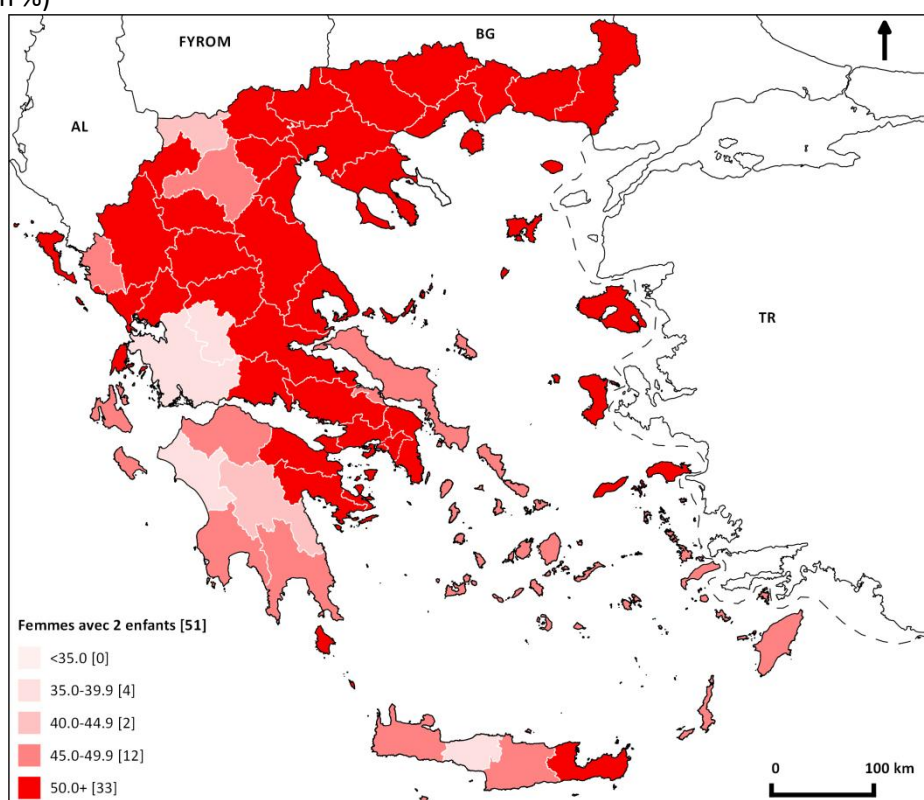 n %)
FYROM
BG
AL
TR
Femmes avec 2 enfants [51]
<35.0 [0]
35.0-39.9 [4]
40.0-44.9 [2]
45.0-49.9 [12]
50.0+ [33]
0 100 km